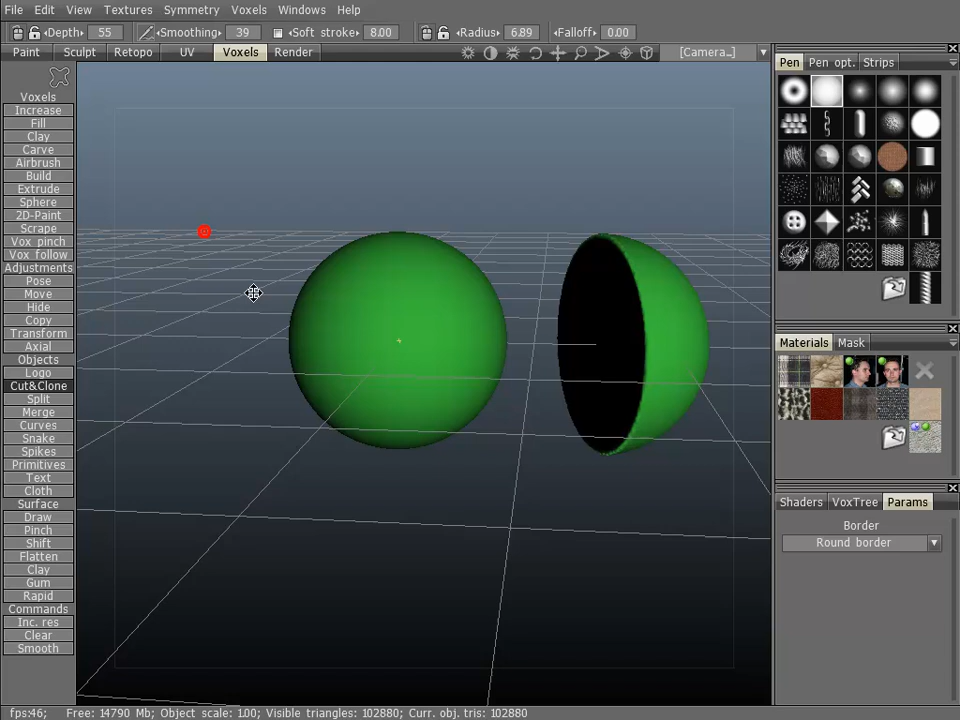 File Edit View Textures Symmetry Voxels Windows Help
Depth: 55 Smoothing: 39 Soft stroke: 8.00 Radius: 6.89 Falloff: 0.00
Paint Sculpt Retopo UV Voxels Render [Camera...]
Voxels
Increase
Fill
Clay
Carve
Airbrush
Build
Extrude
Sphere
2D-Paint
Scrape
Vox pinch
Vox follow
Adjustments
Pose
Move
Hide
Copy
Transform
Axial
Objects
Logo
Cut&Clone
Split
Merge
Curves
Snake
Spikes
Primitives
Text
Cloth
Surface
Draw
Pinch
Shift
Flatten
Clay
Gum
Rapid
Commands
Inc. res
Clear
Smooth
Pen Pen opt. Strips
Materials Mask
Shaders VoxTree Params
Border
Round border
fps:46; Free: 14790 Mb; Object scale: 1.00; Visible triangles: 102880; Curr. obj. tris: 102880